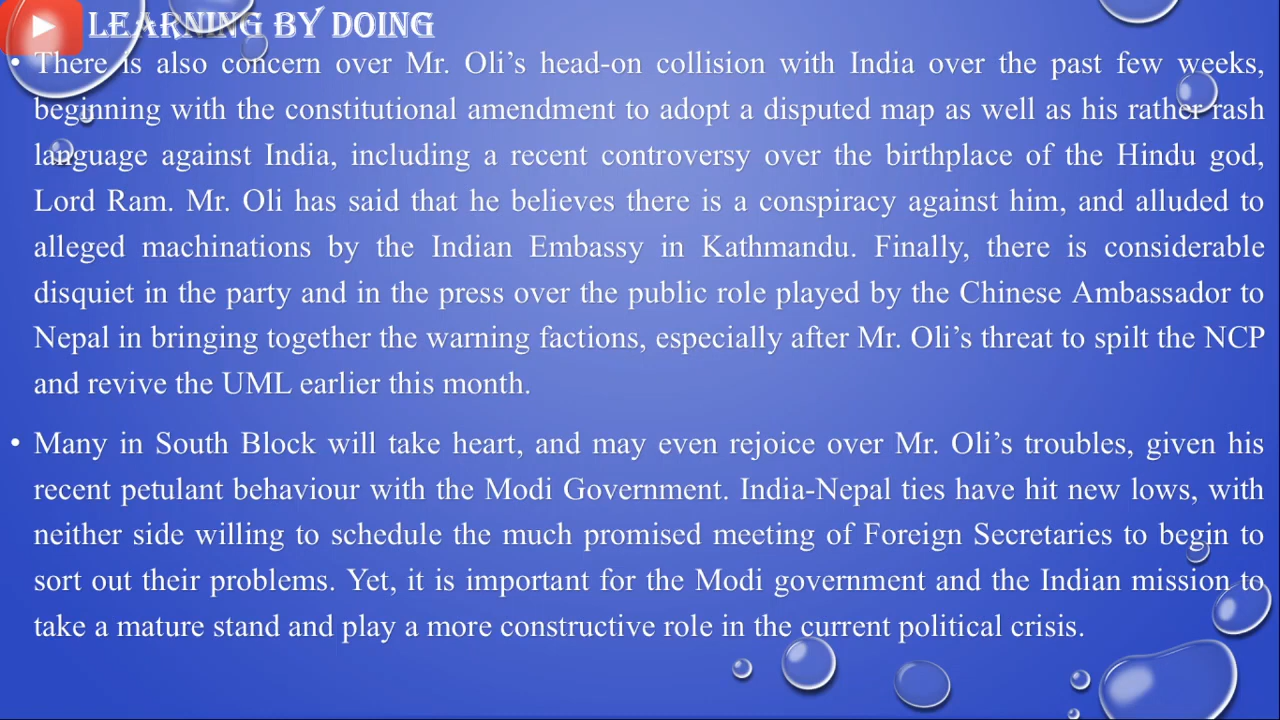 LEARNING BY DOING
• There is also concern over Mr. Oli’s head-on collision with India over the past few weeks,
beginning with the constitutional amendment to adopt a disputed map as well as his rather rash
language against India, including a recent controversy over the birthplace of the Hindu god,
Lord Ram. Mr. Oli has said that he believes there is a conspiracy against him, and alluded to
alleged machinations by the Indian Embassy in Kathmandu. Finally, there is considerable
disquiet in the party and in the press over the public role played by the Chinese Ambassador to
Nepal in bringing together the warning factions, especially after Mr. Oli’s threat to spilt the NCP
and revive the UML earlier this month.
• Many in South Block will take heart, and may even rejoice over Mr. Oli’s troubles, given his
recent petulant behaviour with the Modi Government. India-Nepal ties have hit new lows, with
neither side willing to schedule the much promised meeting of Foreign Secretaries to begin to
sort out their problems. Yet, it is important for the Modi government and the Indian mission to
take a mature stand and play a more constructive role in the current political crisis.